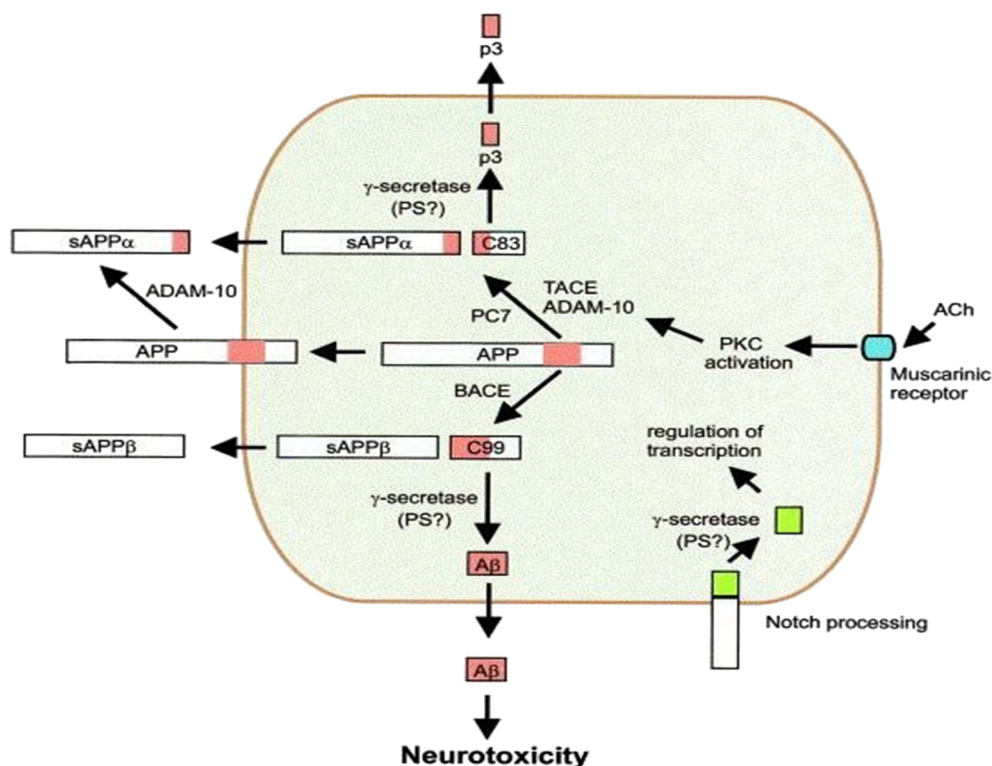 p3
p3
γ-secretase
(PS?)
sAPPα
sAPPα
C83
ADAM-10
TACE
ADAM-10
PC7
ACh
APP
APP
PKC
activation
Muscarinic
receptor
BACE
sAPPβ
sAPPβ
C99
regulation of
transcription
γ-secretase
(PS?)
γ-secretase
(PS?)
Aβ
Notch processing
Aβ
Neurotoxicity